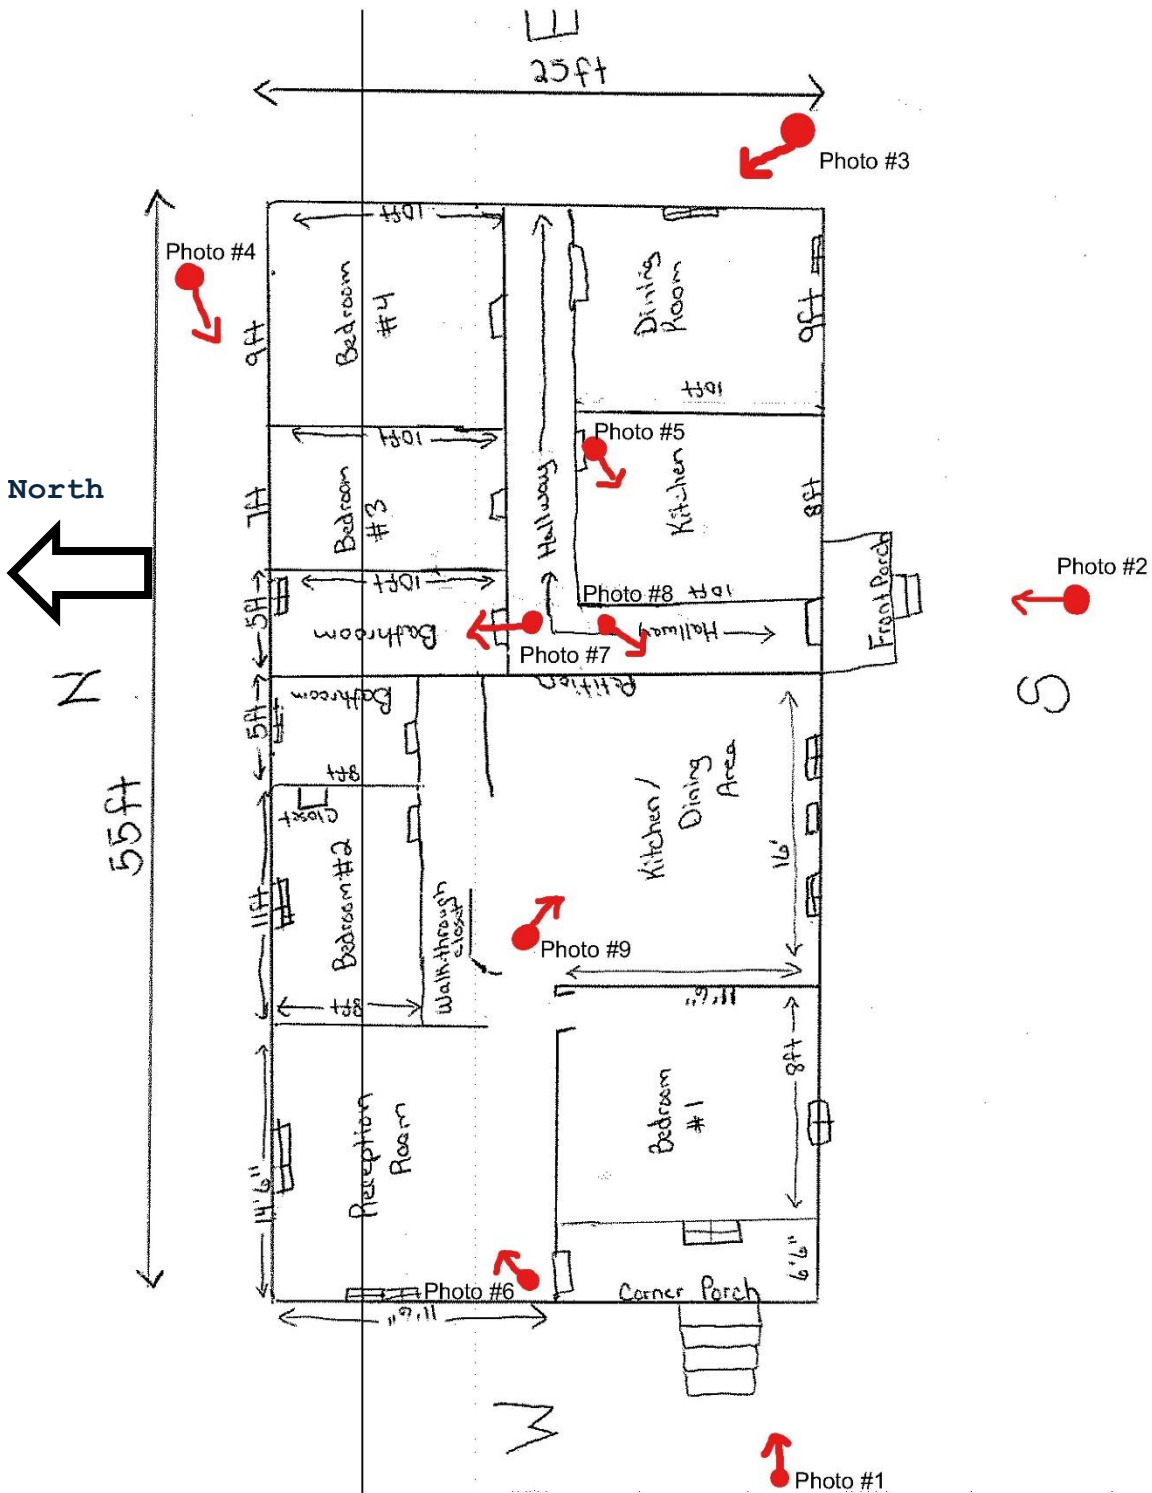 E
25ft
Photo #3
Photo #4
10ft
Bedroom
#4
9ft
Dining
Room
9ft
10ft
Photo #5
10ft
Bedroom
#3
7ft
Hallway
Kitchen
8ft
North
Photo #2
10ft
5ft
Bathroom
Photo #8
10ft
Hallway
Front Porch
Photo #7
N
S
Petition
Bathroom
5ft
8ft
Closet
Bedroom #2
11ft
8ft
Walkthrough
Closet
Kitchen/
Dining
Area
16'
55ft
Photo #9
11'6"
8ft
Bedroom
#1
Reception
Room
14'6"
6'6"
Photo #6
Corner Porch
11'6"
W
Photo #1